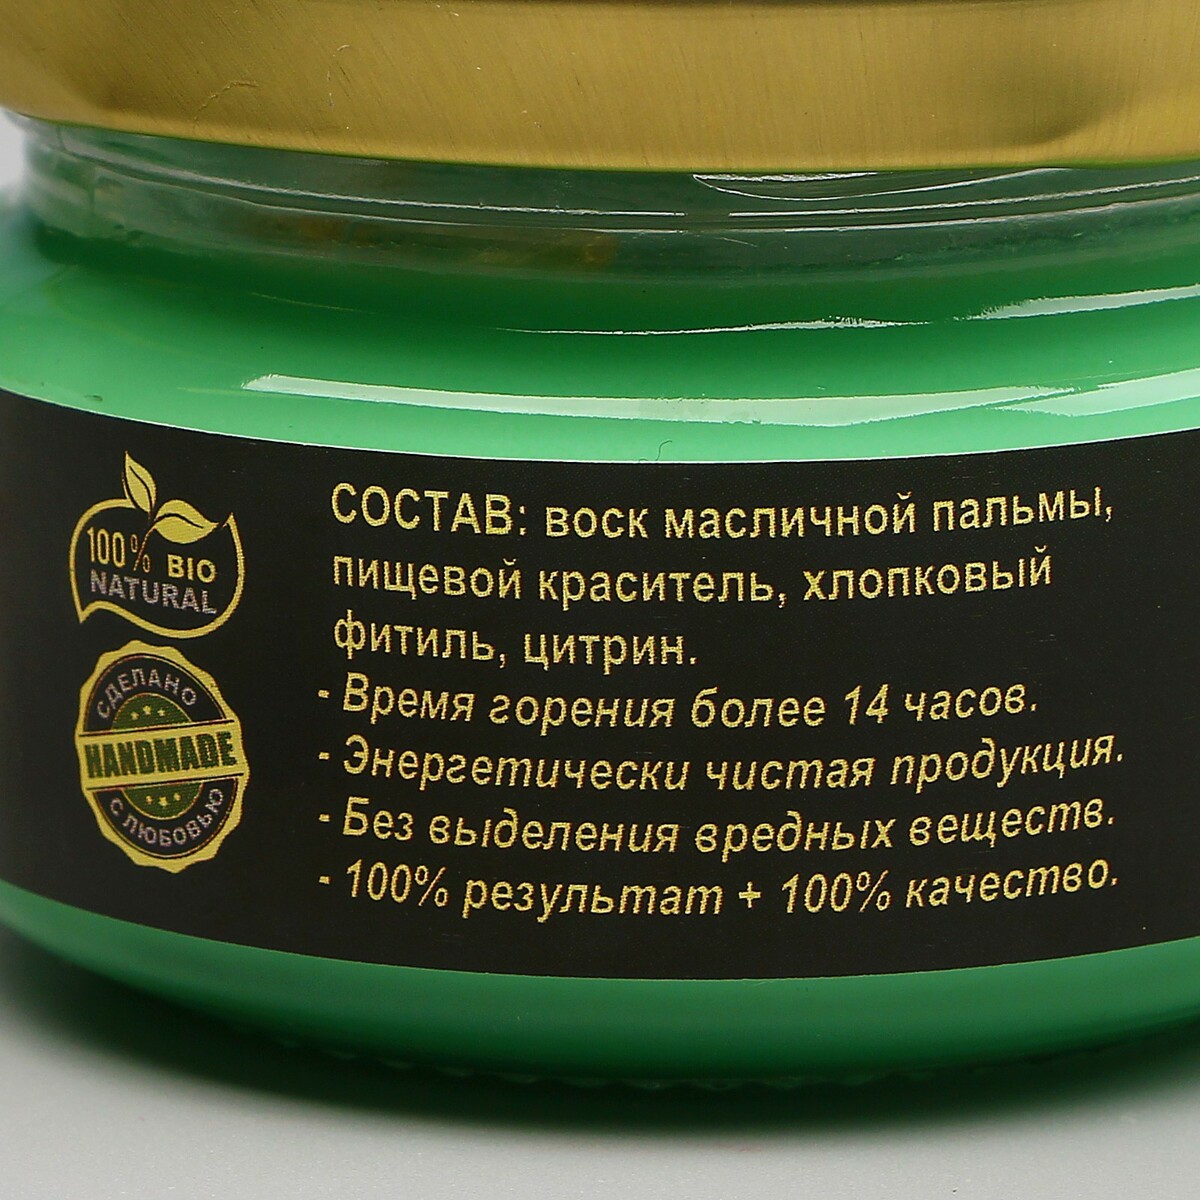 СОСТАВ: воск масличной пальмы,
пищевой краситель, хлопковый
фитиль, цитрин.
- Время горения более 14 часов.
- Энергетически чистая продукция.
- Без выделения вредных веществ.
- 100% результат + 100% качество.
100% BIO
NATURAL
СДЕЛАНО
HANDMADE
С ЛЮБОВЬЮ